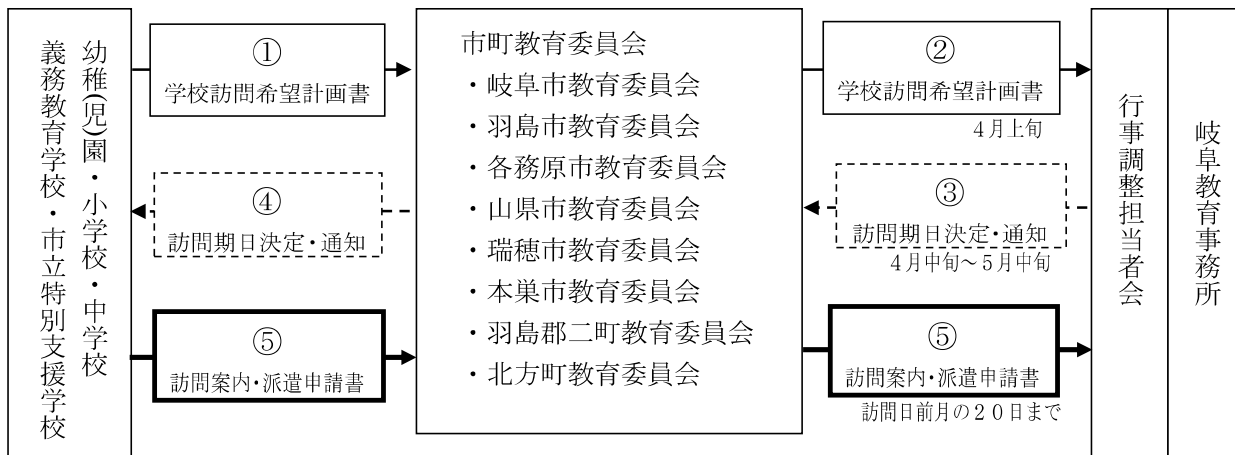 幼稚(児)園・小学校・中学校
義務教育学校・市立特別支援学校
①
学校訪問希望計画書
④
訪問期日決定・通知
⑤
訪問案内・派遣申請書
市町教育委員会
・岐阜市教育委員会
・羽島市教育委員会
・各務原市教育委員会
・山県市教育委員会
・瑞穂市教育委員会
・本巣市教育委員会
・羽島郡二町教育委員会
・北方町教育委員会
②
学校訪問希望計画書
4月上旬
③
訪問期日決定・通知
4月中旬～5月中旬
⑤
訪問案内・派遣申請書
訪問日前月の２０日まで
行事調整担当者会
岐阜教育事務所